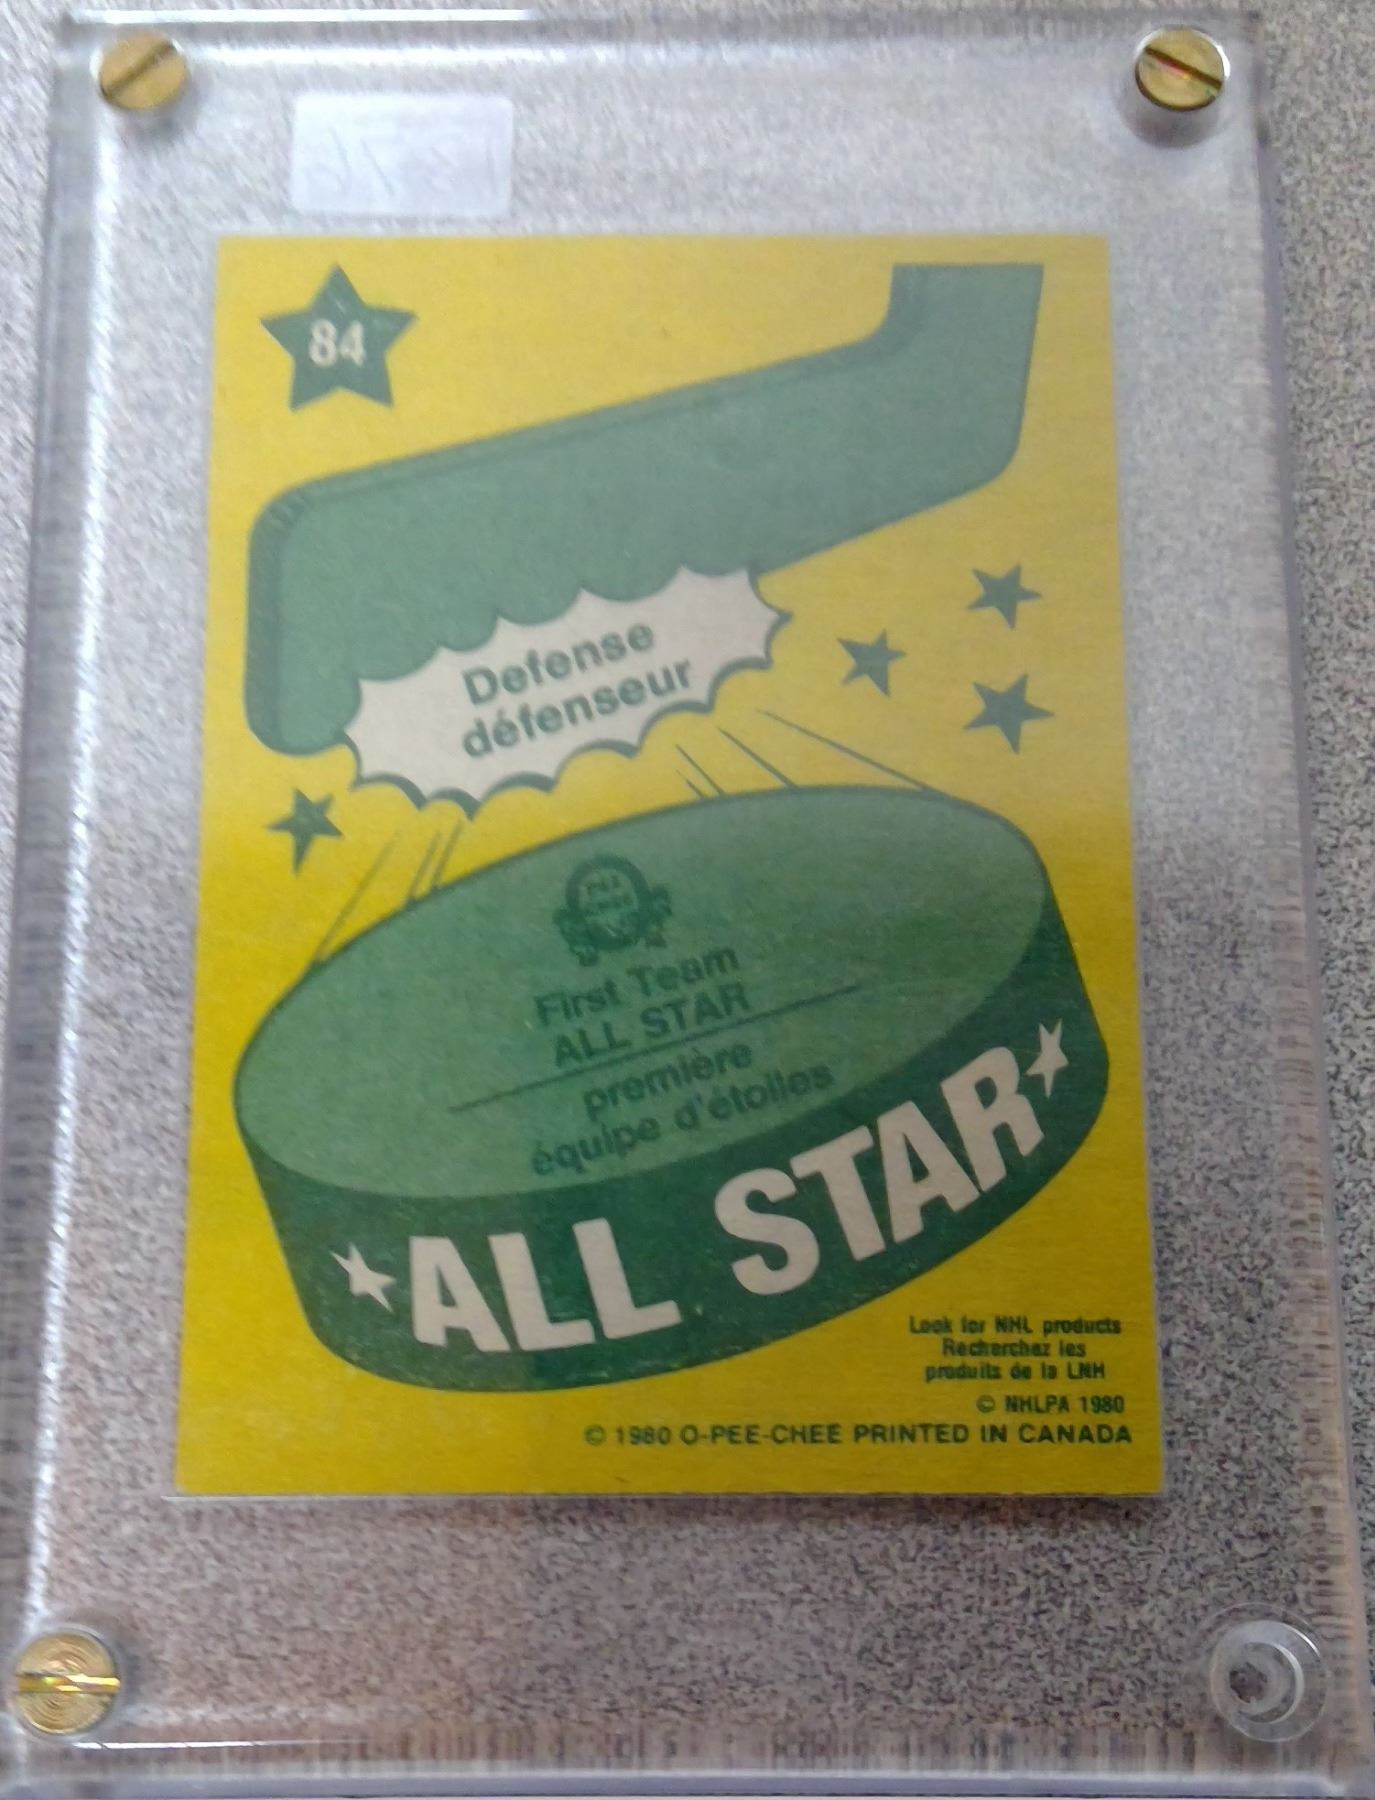 84
Defense
défenseur
First Team
ALL STAR
première
équipe d'étoiles
ALL STAR
Look for NHL products
Recherchez les
produits de la LNH
© NHLPA 1980
© 1980 O-PEE-CHEE PRINTED IN CANADA